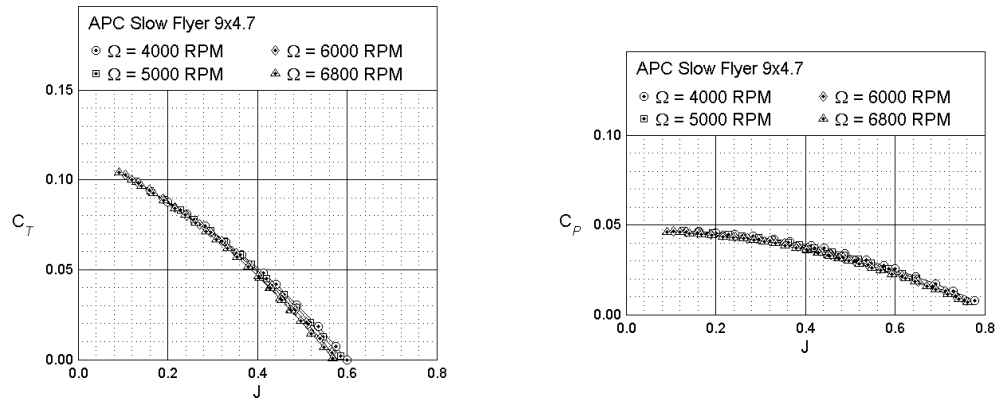 APC Slow Flyer 9x4.7
Ω = 4000 RPM Ω = 6000 RPM
Ω = 5000 RPM Ω = 6800 RPM
0.15
0.10
C_T
0.05
0.00
0.0 0.2 0.4 0.6 0.8
J
APC Slow Flyer 9x4.7
Ω = 4000 RPM Ω = 6000 RPM
Ω = 5000 RPM Ω = 6800 RPM
0.10
C_P
0.05
0.00
0.0 0.2 0.4 0.6 0.8
J